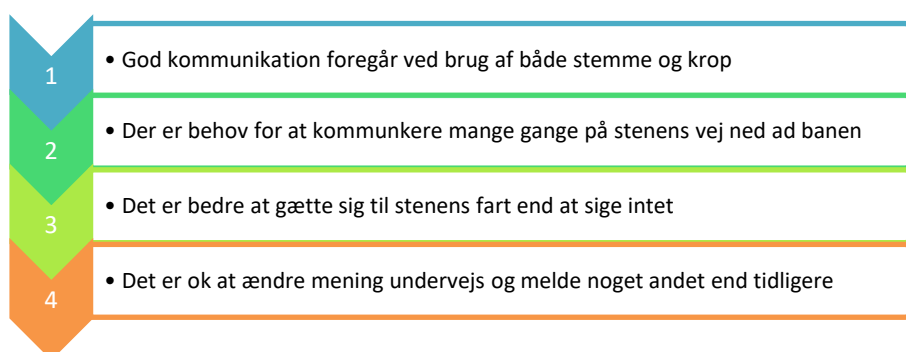 1
• God kommunikation foregår ved brug af både stemme og krop
2
• Der er behov for at kommunkere mange gange på stenens vej ned ad banen
3
• Det er bedre at gætte sig til stenens fart end at sige intet
4
• Det er ok at ændre mening undervejs og melde noget andet end tidligere